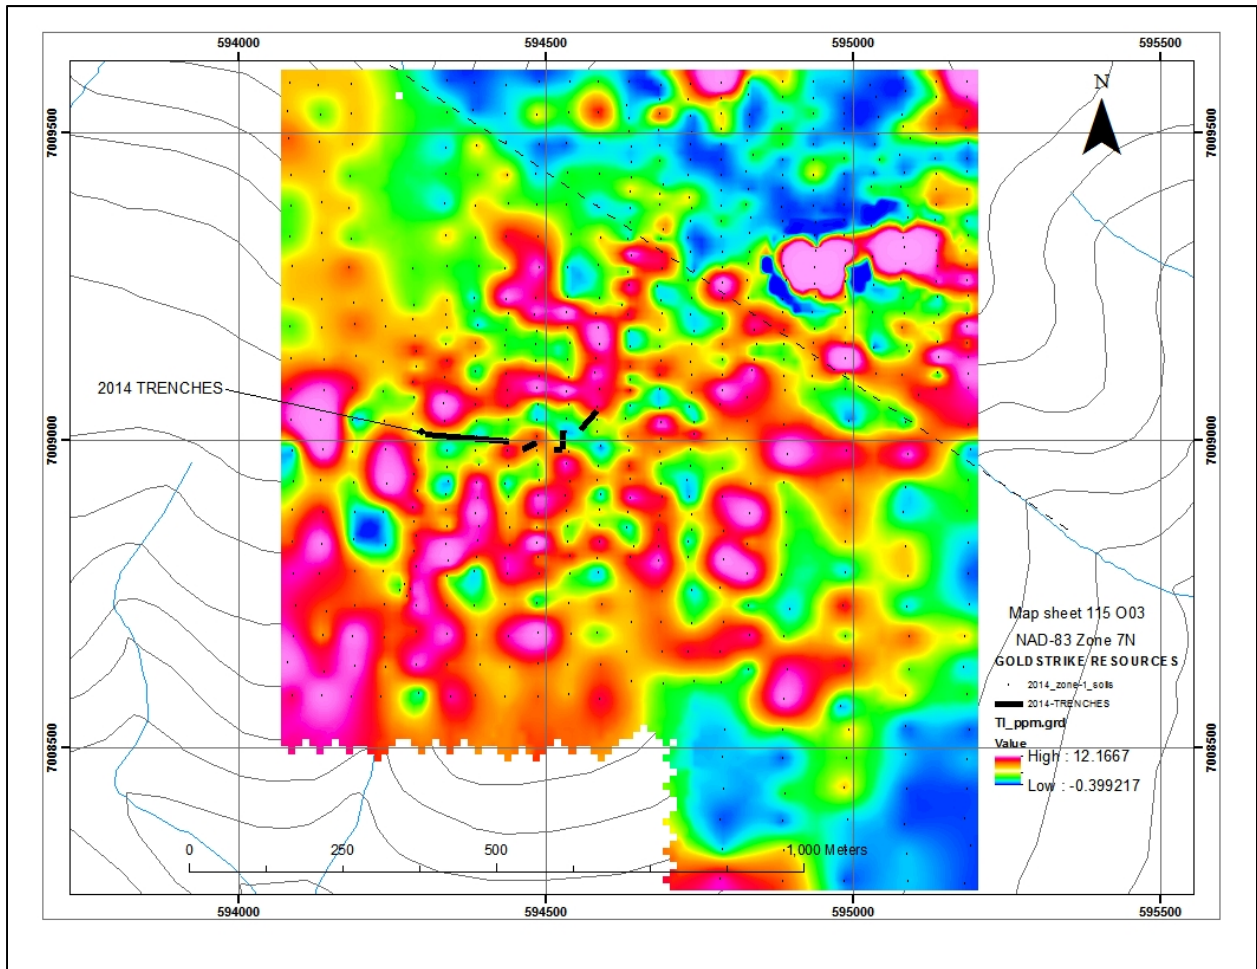 594000 594500 595000 595500
N
7009500 7009500
2014 TRENCHES
7009000 7009000
Map sheet 115 O03
NAD-83 Zone 7N
GOLDSTRIKE RESOURCES
2014_zone-1_soils
2014-TRENCHES
Tl_ppm.grd
Value
High : 12.1667
Low : -0.399217
7008500 7008500
0 250 500 1,000 Meters
594000 594500 595000 595500